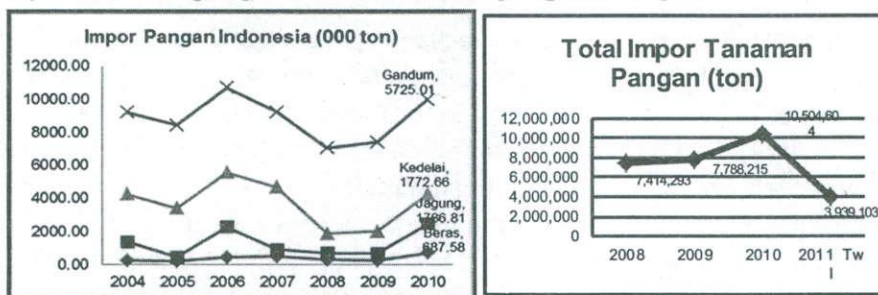 Impor Pangan Indonesia (000 ton)
12000.00
10000.00
8000.00
6000.00
4000.00
2000.00
0.00
Gandum,
5725.01
Kedelai,
1772.66
Jagung,
1786.81
Beras,
687.58
2004 2005 2006 2007 2008 2009 2010
Total Impor Tanaman
Pangan (ton)
12,000,000
10,000,000
8,000,000
6,000,000
4,000,000
2,000,000
0
7,414,293
7,788,215
10,504,60
4
3,939,103
2008 2009 2010 2011 Tw
I